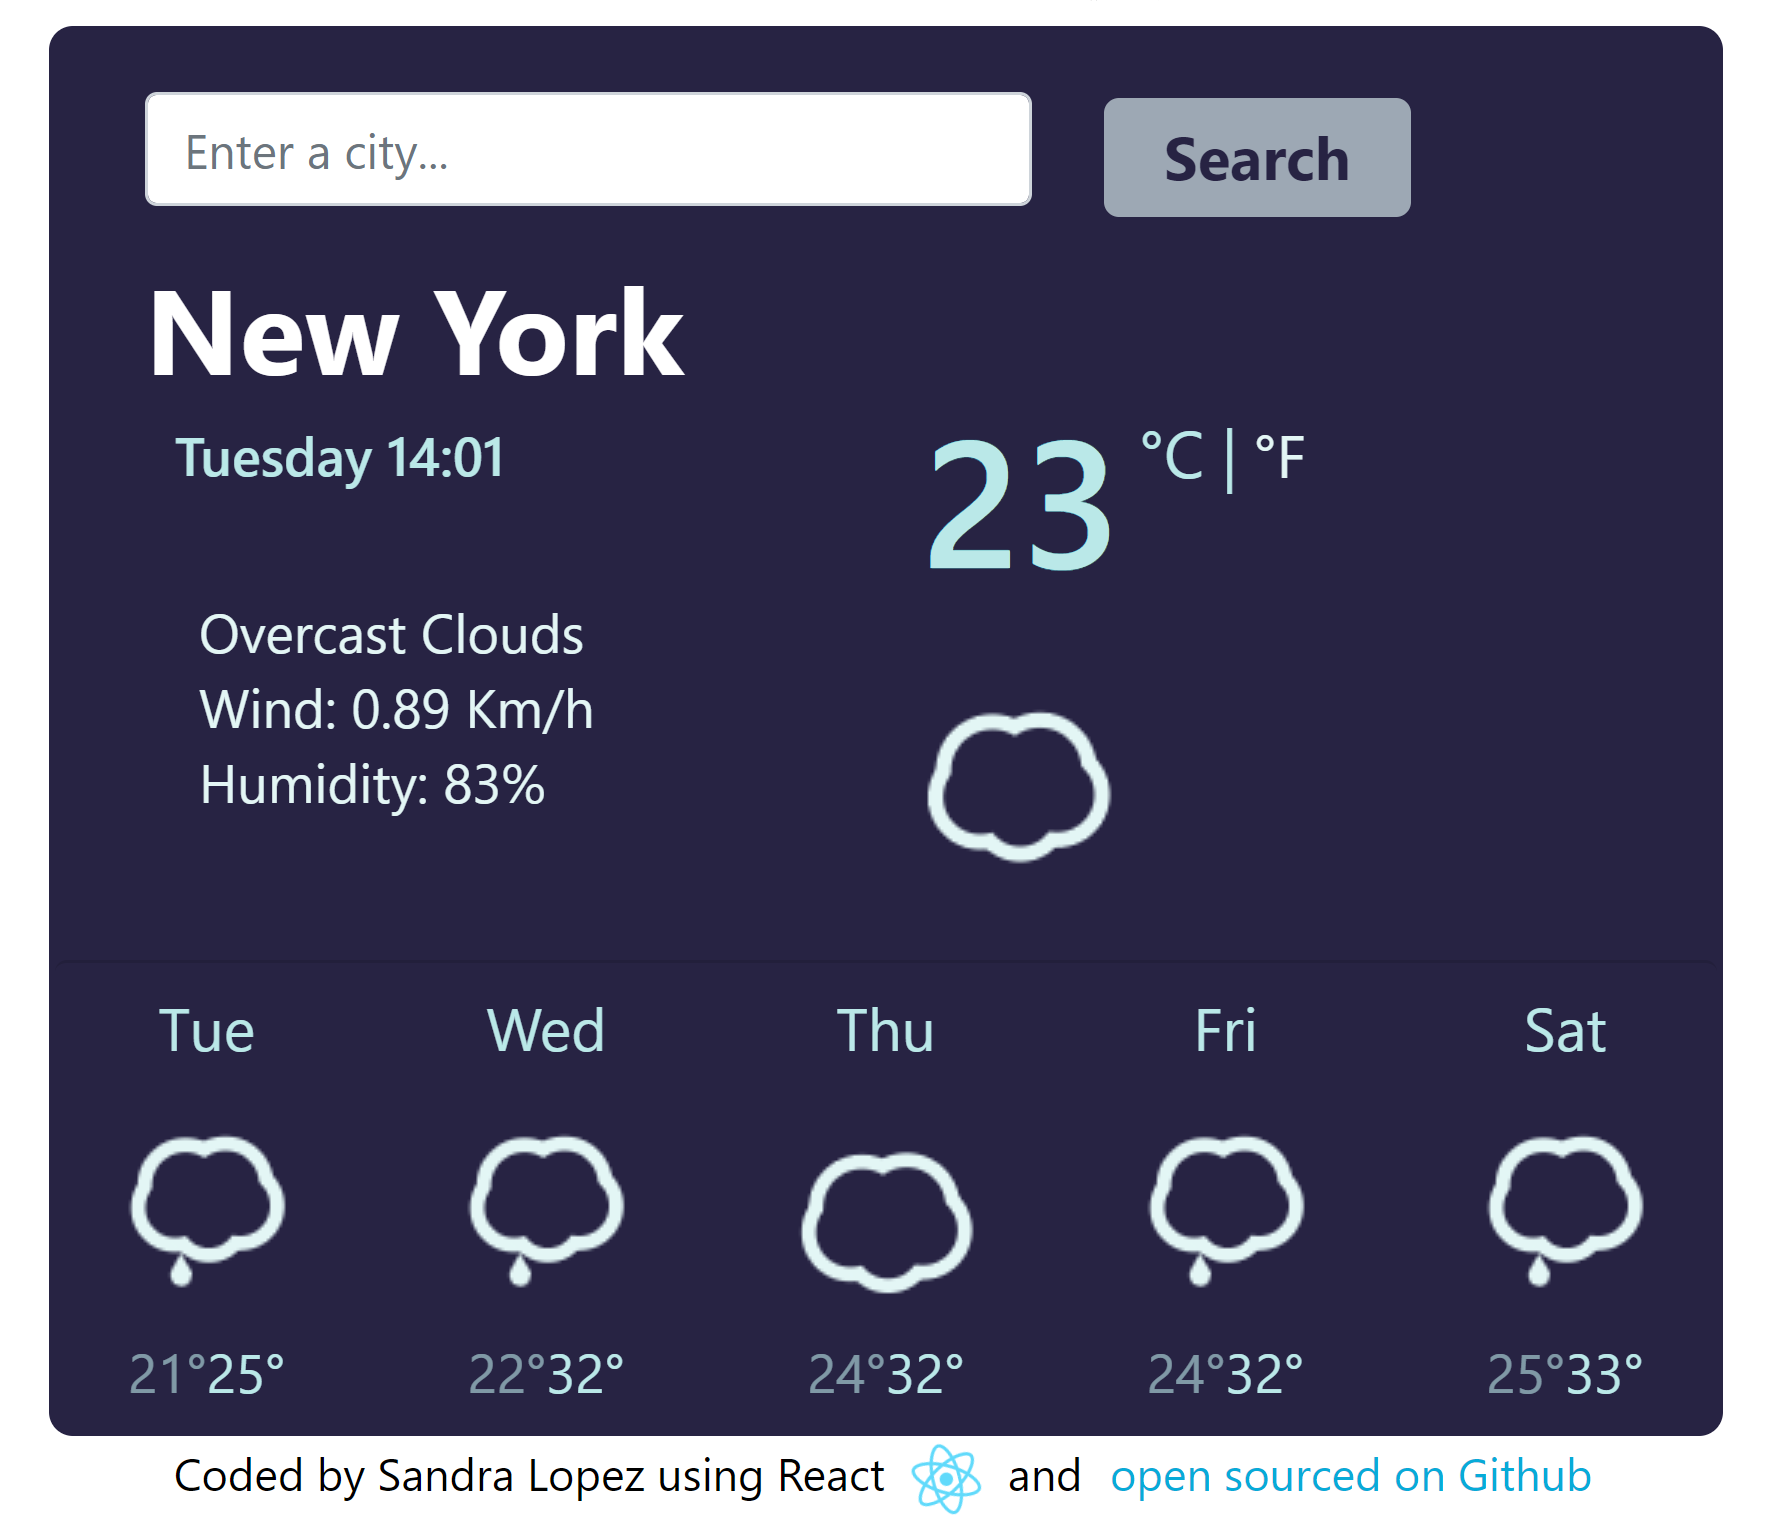 Enter a city...
Search
New York
Tuesday 14:01
23 °C | °F
Overcast Clouds
Wind: 0.89 Km/h
Humidity: 83%
Tue Wed Thu Fri Sat
21°25° 22°32° 24°32° 24°32° 25°33°
Coded by Sandra Lopez using React and open sourced on Github